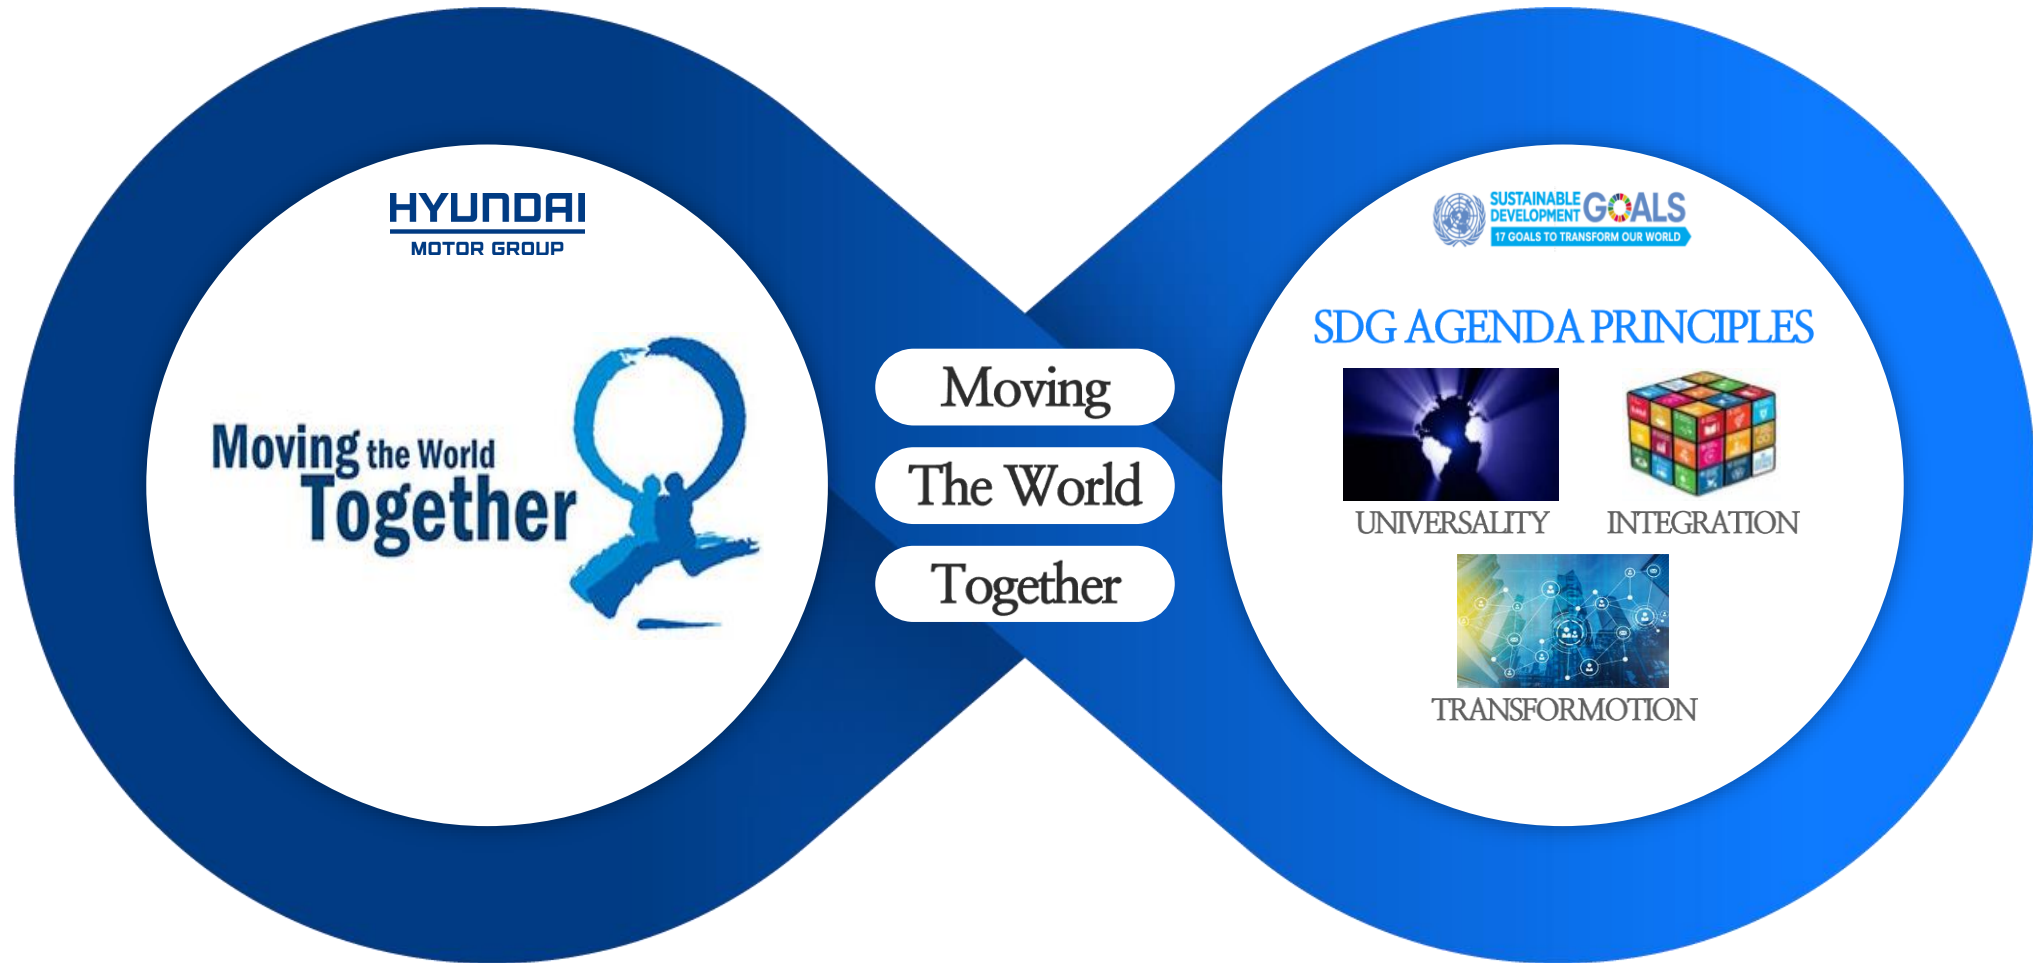 HYUNDAI
MOTOR GROUP
Moving the World
Together
Moving
The World
Together
SUSTAINABLE
DEVELOPMENT GOALS
17 GOALS TO TRANSFORM OUR WORLD
SDG AGENDA PRINCIPLES
UNIVERSALITY
INTEGRATION
TRANSFORMOTION